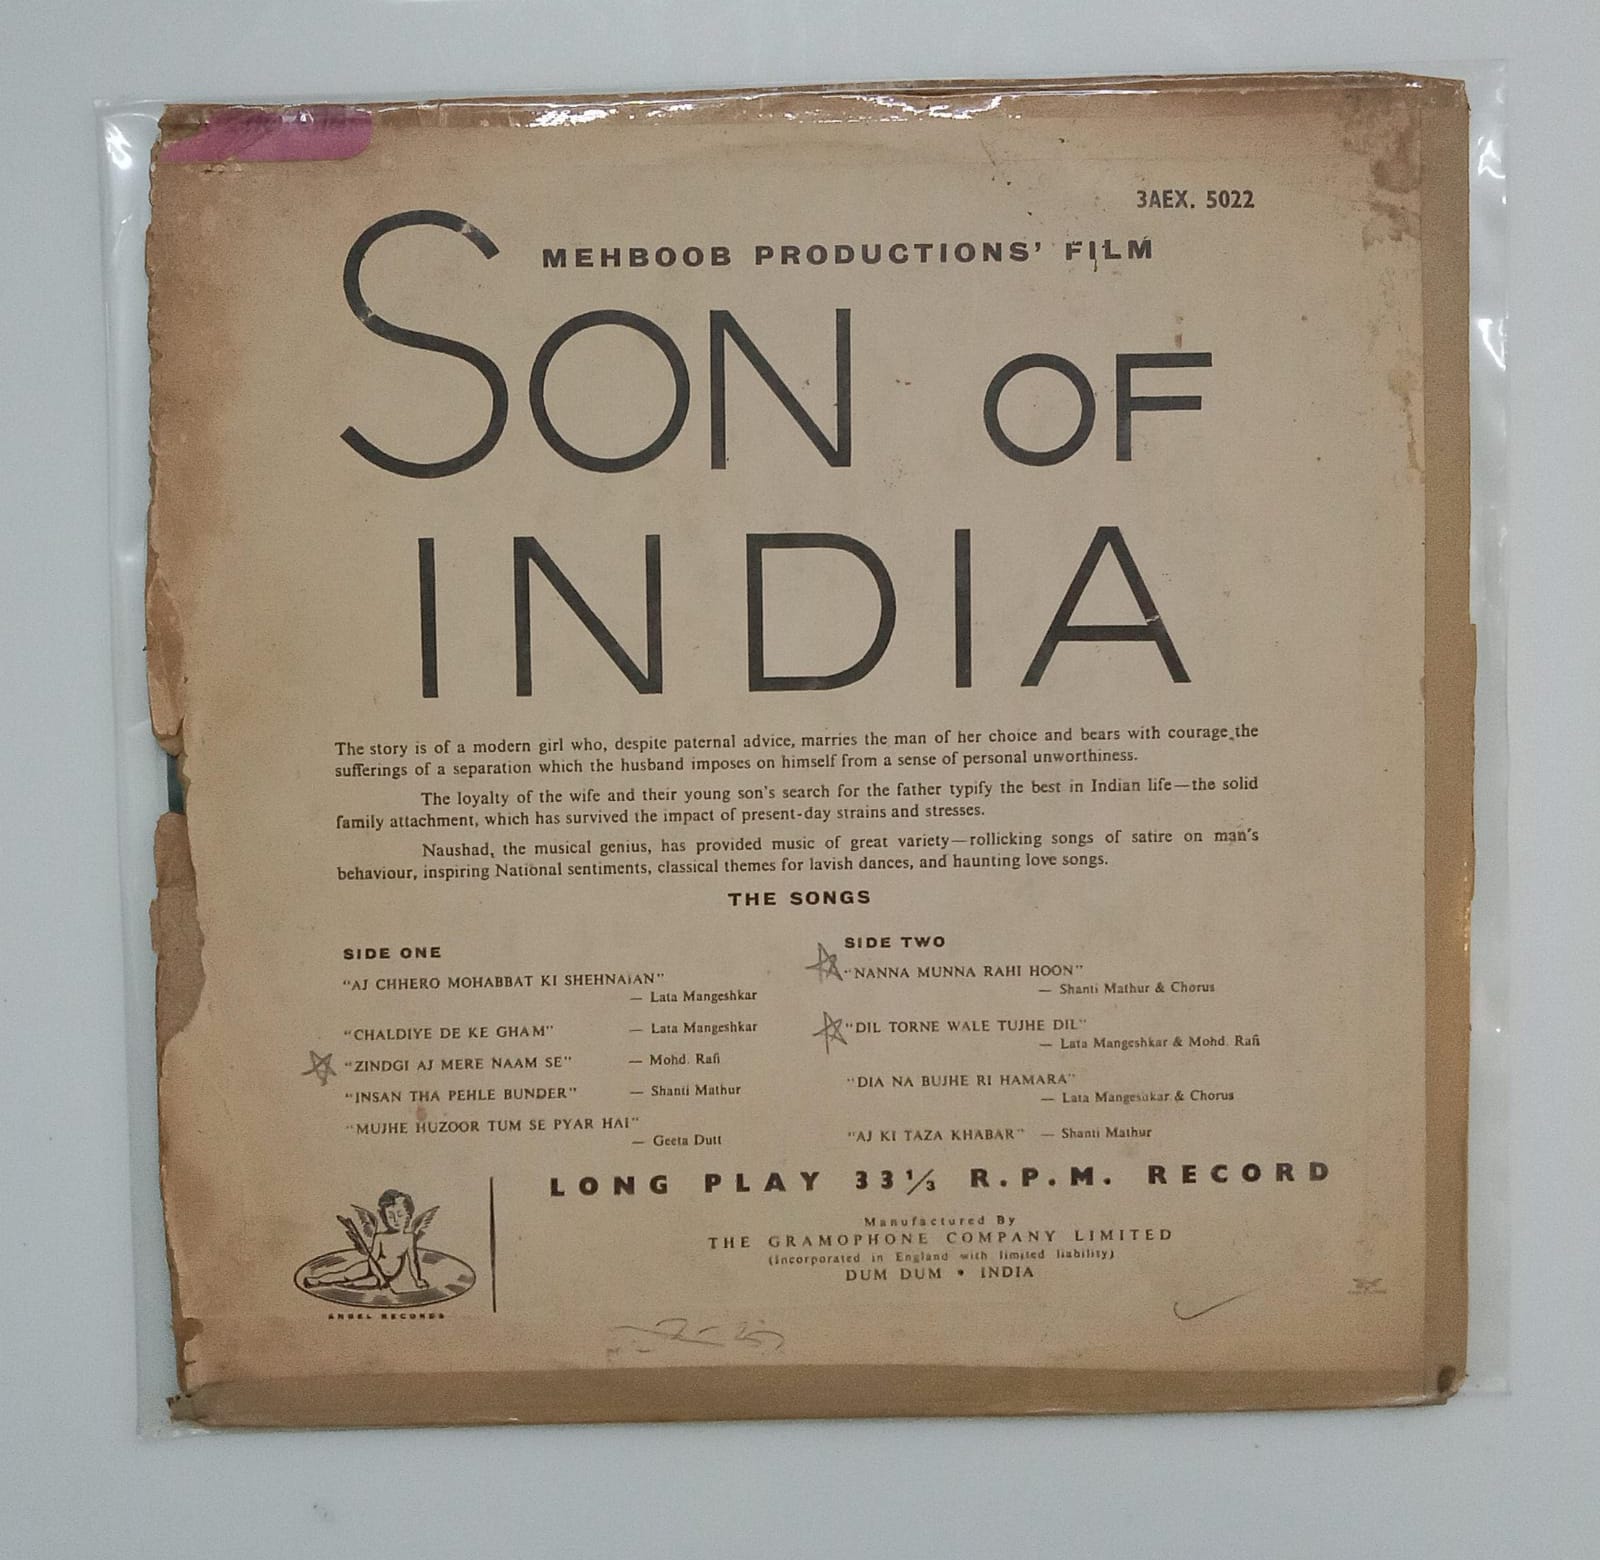 3AEX. 5022
MEHBOOB PRODUCTIONS' FILM
SON OF
INDIA
The story is of a modern girl who, despite paternal advice, marries the man of her choice and bears with courage the
sufferings of a separation which the husband imposes on himself from a sense of personal unworthiness.
The loyalty of the wife and their young son's search for the father typify the best in Indian life—the solid
family attachment, which has survived the impact of present-day strains and stresses.
Naushad, the musical genius, has provided music of great variety—rollicking songs of satire on man's
behaviour, inspiring National sentiments, classical themes for lavish dances, and haunting love songs.
THE SONGS
SIDE ONE
"AJ CHHERO MOHABBAT KI SHEHNAIAN"
— Lata Mangeshkar
"CHALDIYE DE KE GHAM" — Lata Mangeshkar
"ZINDGI AJ MERE NAAM SE" — Mohd. Rafi
"INSAN THA PEHLE BUNDER" — Shanti Mathur
"MUJHE HUZOOR TUM SE PYAR HAI"
— Geeta Dutt
SIDE TWO
"NANNA MUNNA RAHI HOON"
— Shanti Mathur & Chorus
"DIL TORNE WALE TUJHE DIL"
— Lata Mangeshkar & Mohd. Rafi
"DIA NA BUJHE RI HAMARA"
— Lata Mangeshkar & Chorus
"AJ KI TAZA KHABAR" — Shanti Mathur
LONG PLAY 33⅓ R.P.M. RECORD
Manufactured By
THE GRAMOPHONE COMPANY LIMITED
(Incorporated in England with limited liability)
DUM DUM • INDIA
ANGEL RECORDS